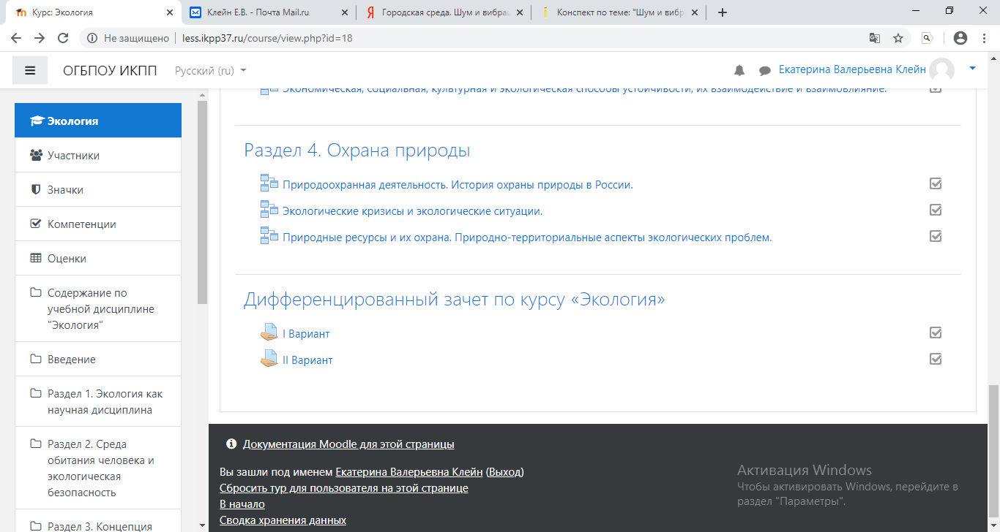 Курс: Экология
Клейн Е.В. - Почта Mail.ru
Городская среда. Шум и вибрац
Конспект по теме: "Шум и вибр
Не защищено
less.ikpp37.ru/course/view.php?id=18
ОГБПОУ ИКПП
Русский (ru)
Екатерина Валерьевна Клейн
Экология
Участники
Значки
Компетенции
Оценки
Содержание по
учебной дисциплине
"Экология"
Введение
Раздел 1. Экология как
научная дисциплина
Раздел 2. Среда
обитания человека и
экологическая
безопасность
Раздел 3. Концепция
Экономическая, социальная, культурная и экологическая способы устойчивости, их взаимодействие и взаимовлияние.
Раздел 4. Охрана природы
Природоохранная деятельность. История охраны природы в России.
Экологические кризисы и экологические ситуации.
Природные ресурсы и их охрана. Природно-территориальные аспекты экологических проблем.
Дифференцированный зачет по курсу «Экология»
I Вариант
II Вариант
Документация Moodle для этой страницы
Вы зашли под именем Екатерина Валерьевна Клейн (Выход)
Сбросить тур для пользователя на этой странице
В начало
Сводка хранения данных
Активация Windows
Чтобы активировать Windows, перейдите в
раздел "Параметры".